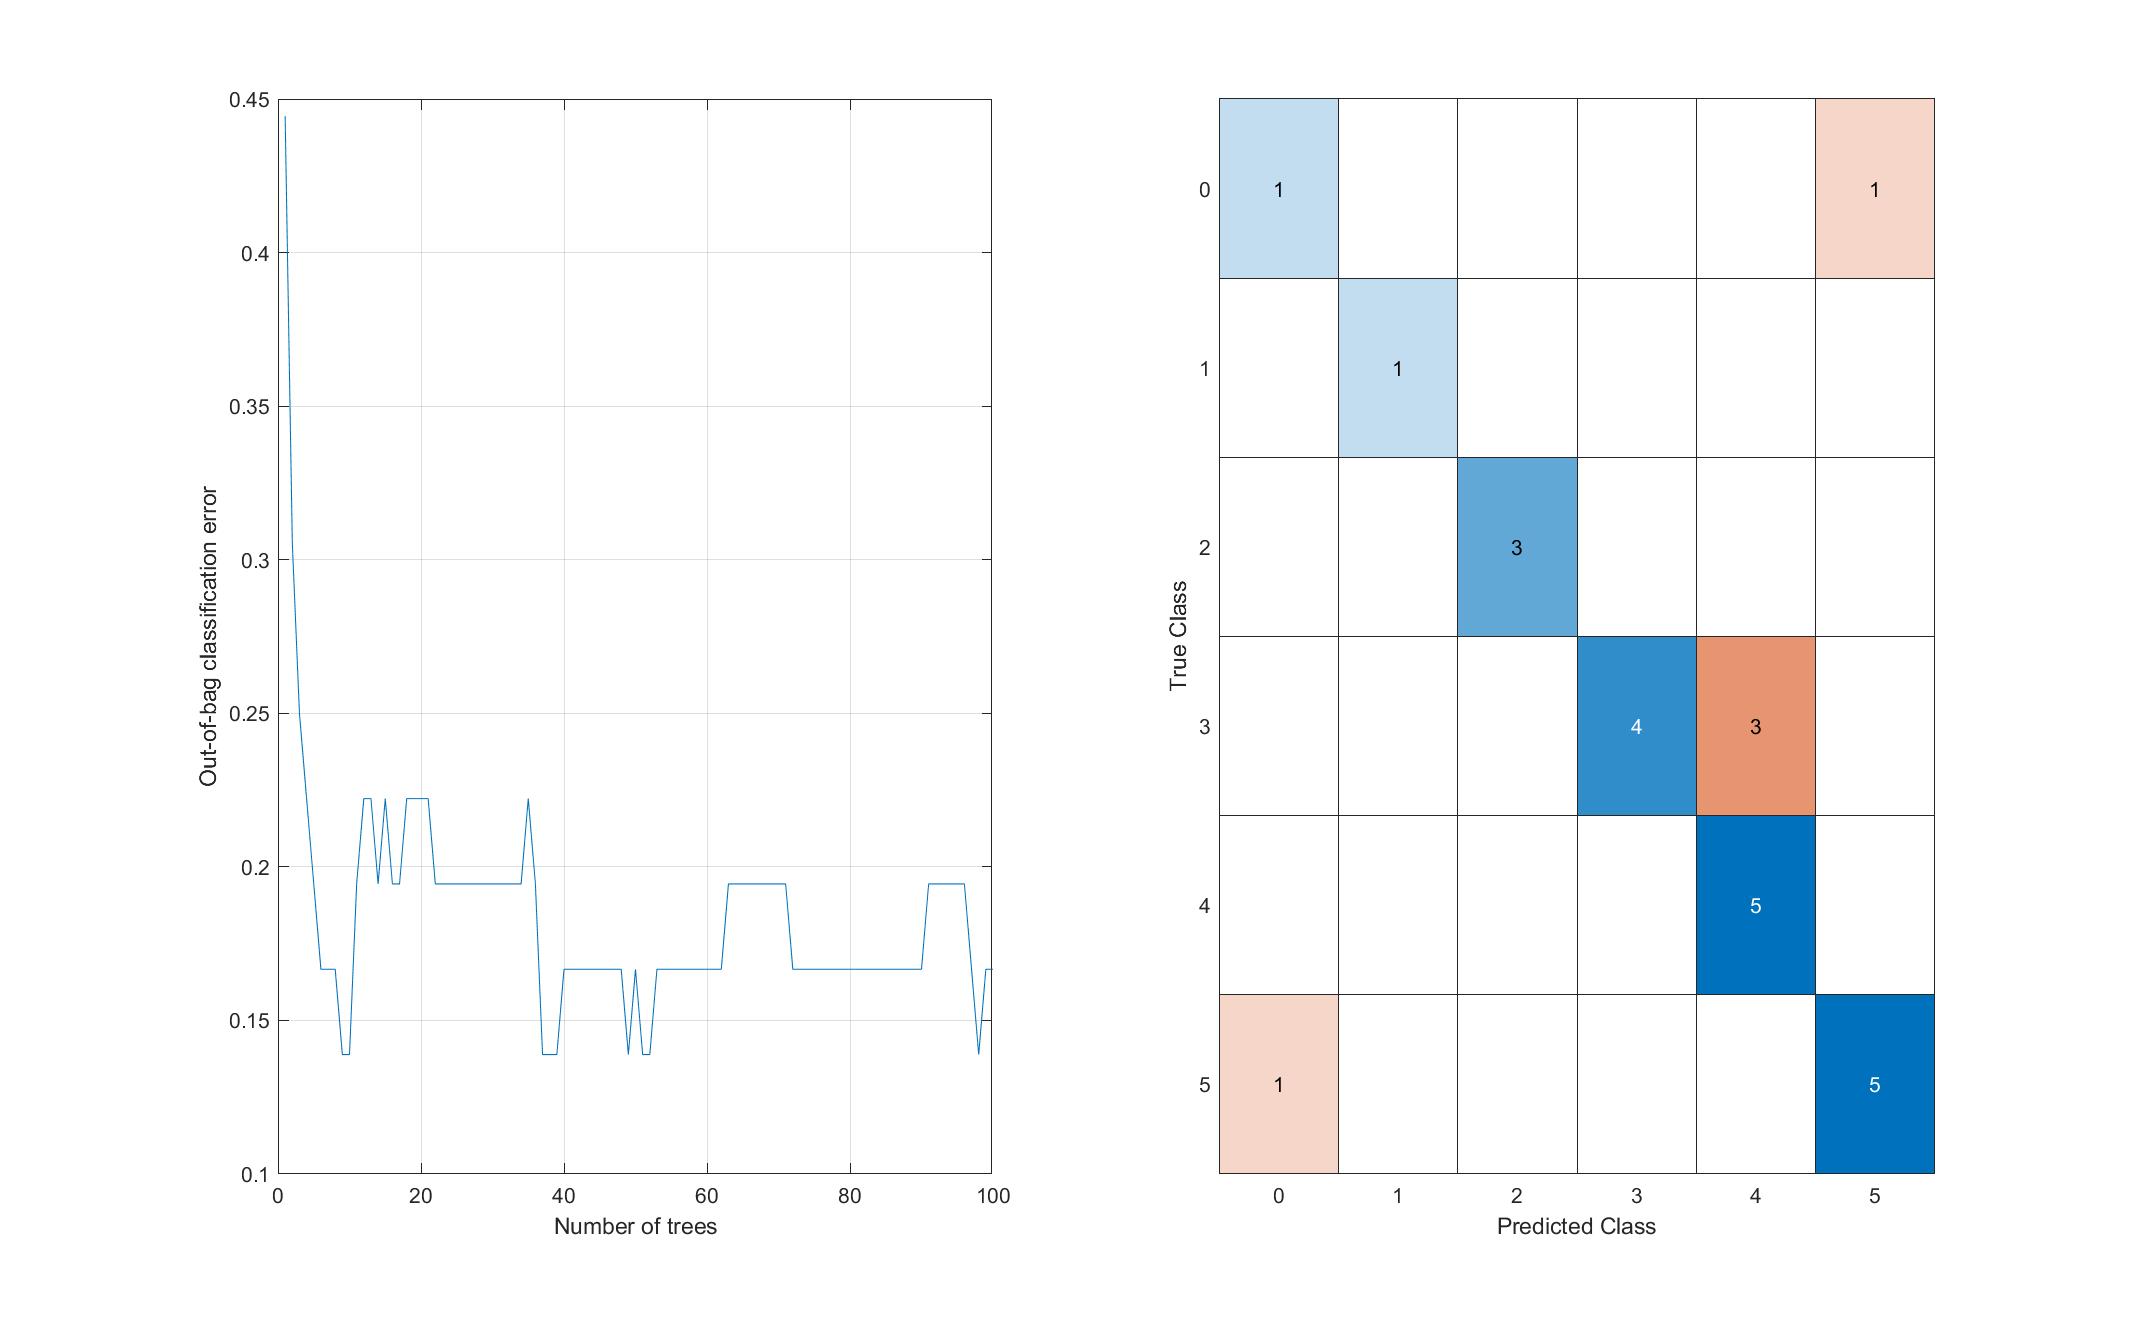 0.45
0.4
0.35
0.3
0.25
0.2
0.15
0.1
0 20 40 60 80 100
Number of trees
Out-of-bag classification error
0 1 1
1 1
2 3
3 4 3
4 5
5 1 5
0 1 2 3 4 5
Predicted Class
True Class